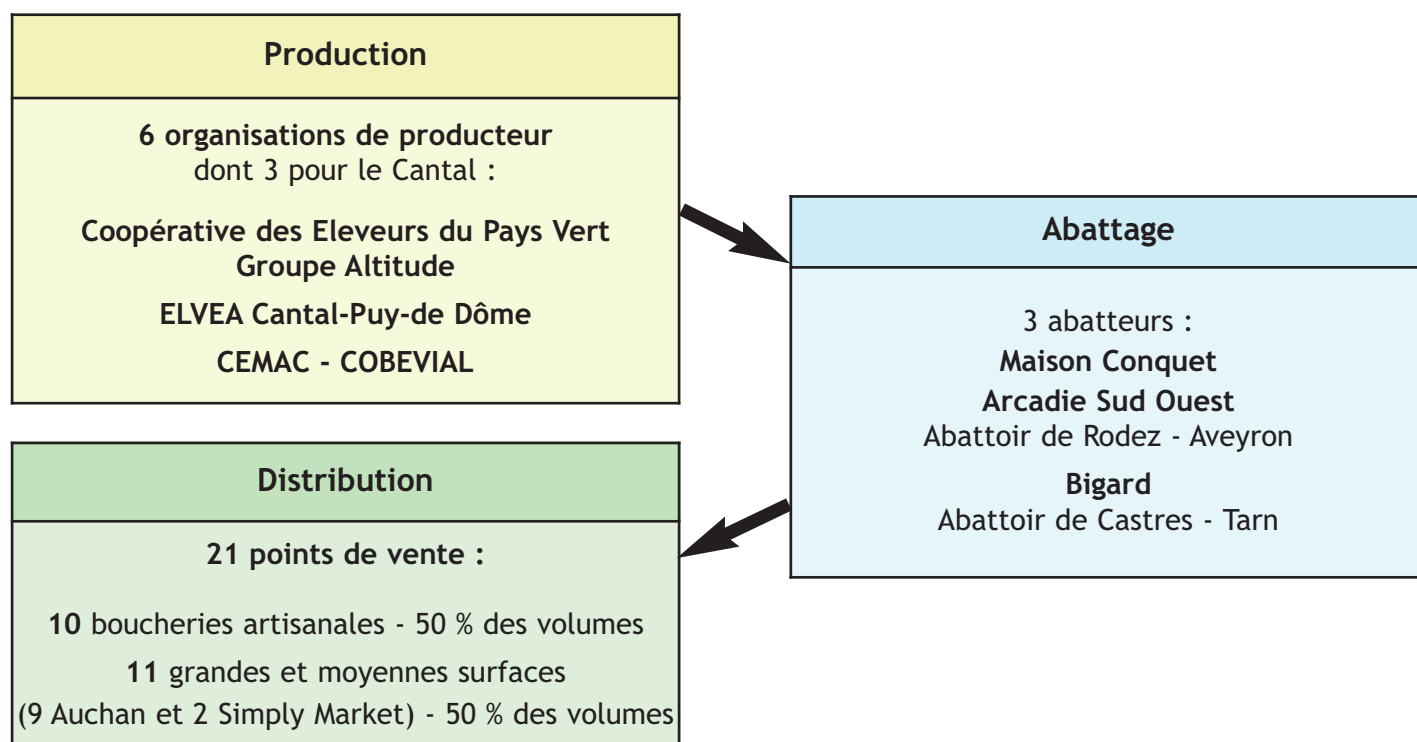 Production
6 organisations de producteur
dont 3 pour le Cantal :
Coopérative des Eleveurs du Pays Vert
Groupe Altitude
ELVEA Cantal-Puy-de Dôme
CEMAC - COBEVIAL
Abattage
3 abatteurs :
Maison Conquet
Arcadie Sud Ouest
Abattoir de Rodez - Aveyron
Bigard
Abattoir de Castres - Tarn
Distribution
21 points de vente :
10 boucheries artisanales - 50 % des volumes
11 grandes et moyennes surfaces
(9 Auchan et 2 Simply Market) - 50 % des volumes